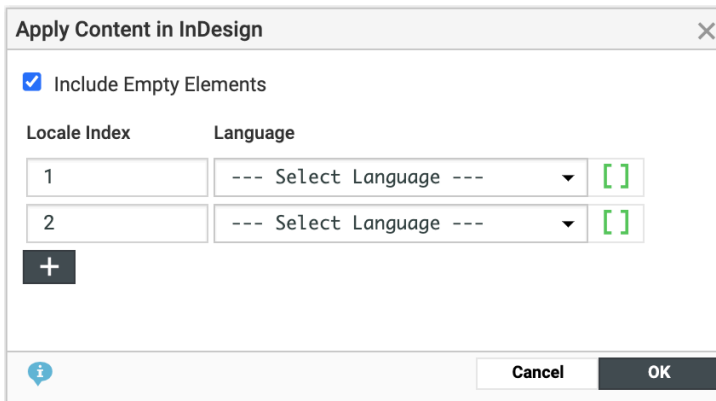 Apply Content in InDesign
Include Empty Elements
Locale Index Language
1 --- Select Language --- [ ]
2 --- Select Language --- [ ]
+
Cancel OK